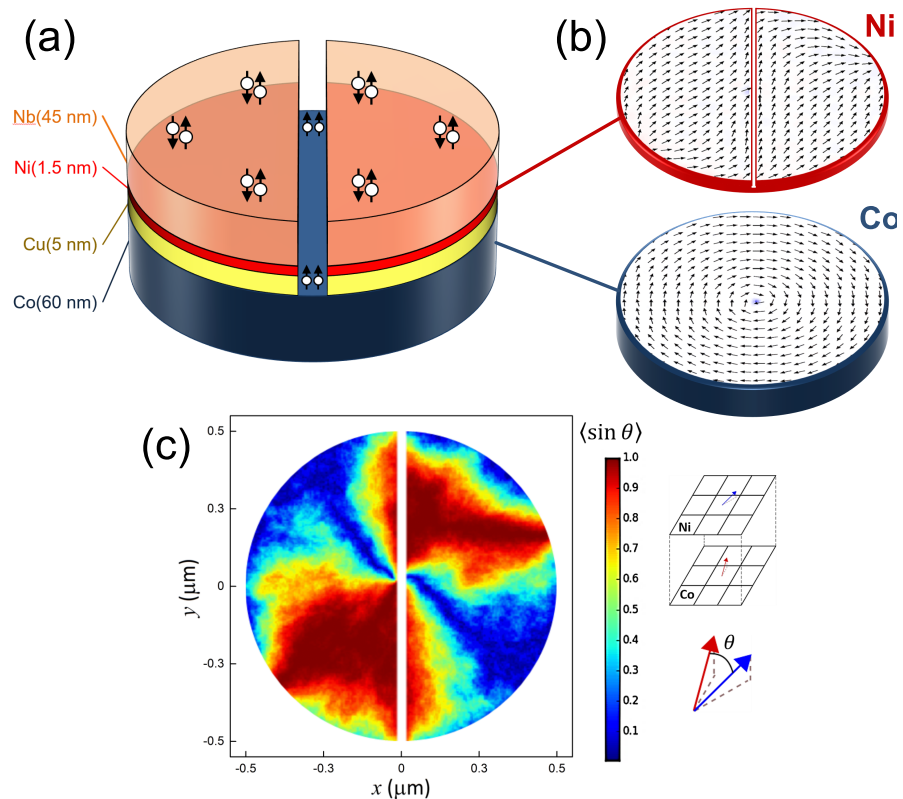 (a)
Nb(45 nm)
Ni(1.5 nm)
Cu(5 nm)
Co(60 nm)
(b)
Ni
Co
(c)
⟨sin θ⟩
1.0
0.9
0.8
0.7
0.6
0.5
0.4
0.3
0.2
0.1
0.5
0.3
0
-0.3
-0.5
y (μm)
-0.5
-0.3
0
0.3
0.5
x (μm)
Ni
Co
θ